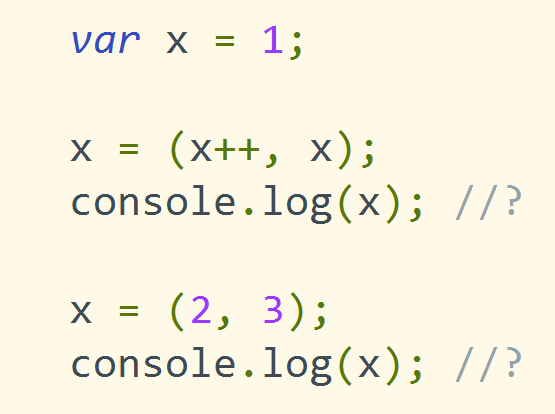 var x = 1;
x = (x++, x);
console.log(x); //?
x = (2, 3);
console.log(x); //?